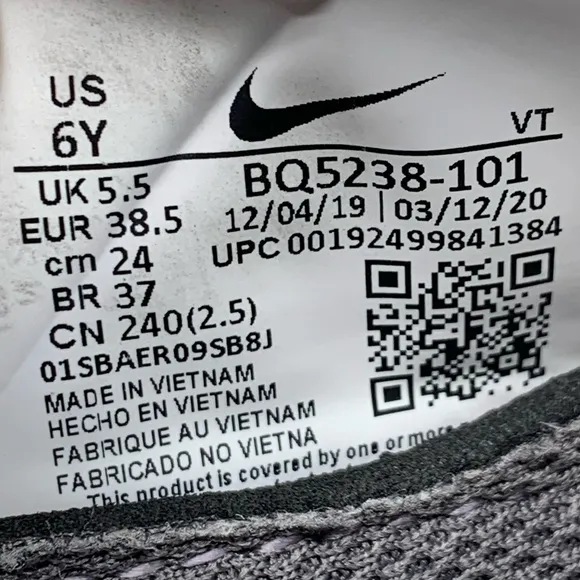 US
6Y
VT
UK 5.5
BQ5238-101
EUR 38.5
12/04/19 | 03/12/20
cm 24
UPC 00192499841384
BR 37
CN 240(2.5)
01SBAER09SB8J
MADE IN VIETNAM
HECHO EN VIETNAM
FABRIQUE AU VIETNAM
FABRICADO NO VIETNA
This product is covered by one or more